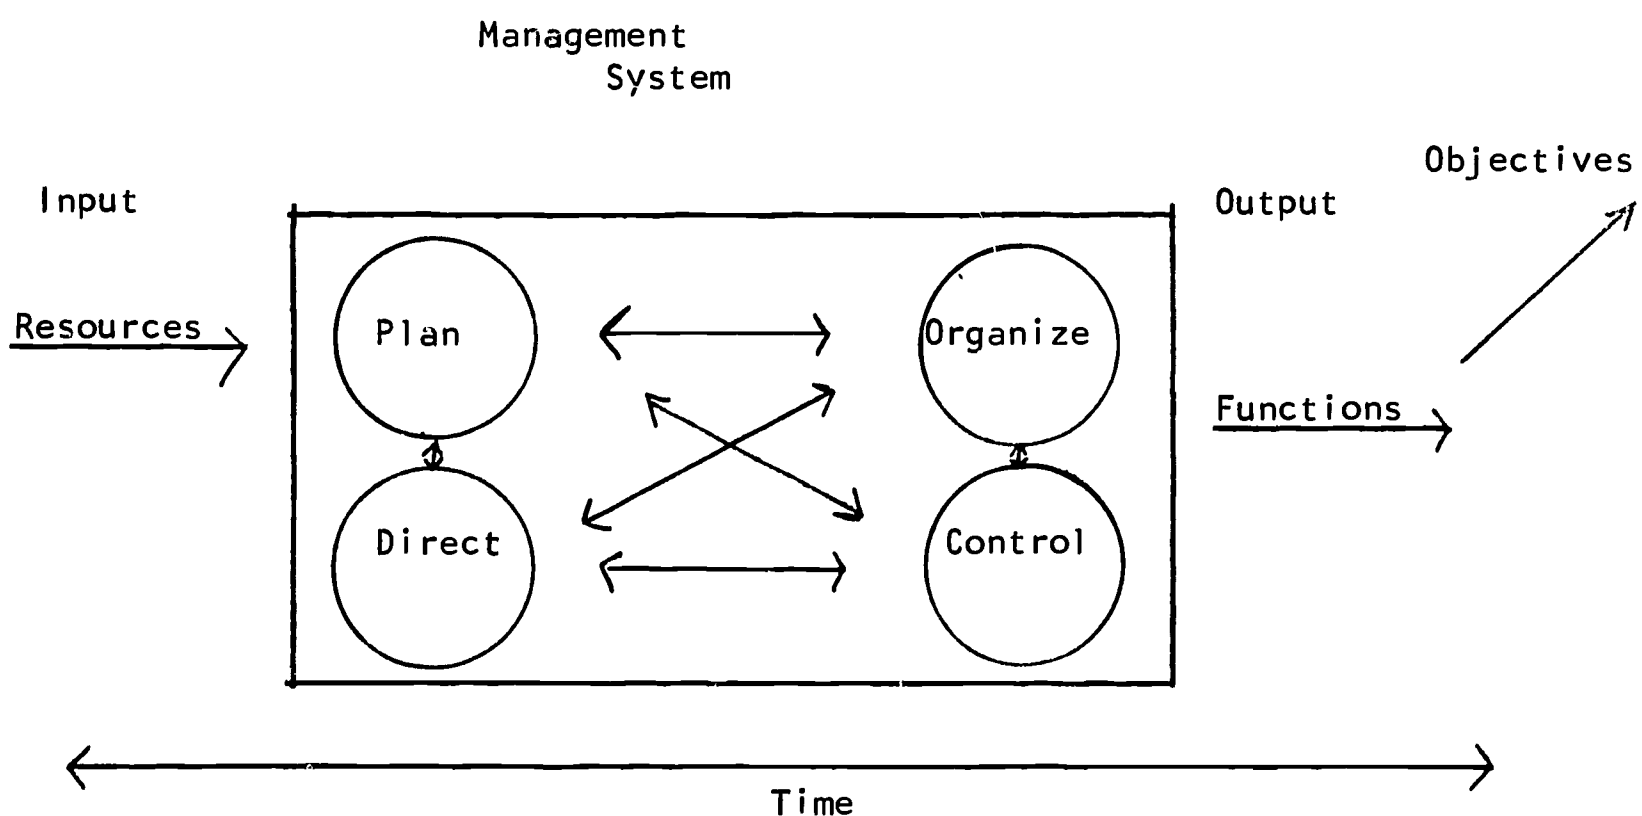 Management
System
Objectives
Input
Output
Resources
Plan
Organize
Functions
Direct
Control
Time